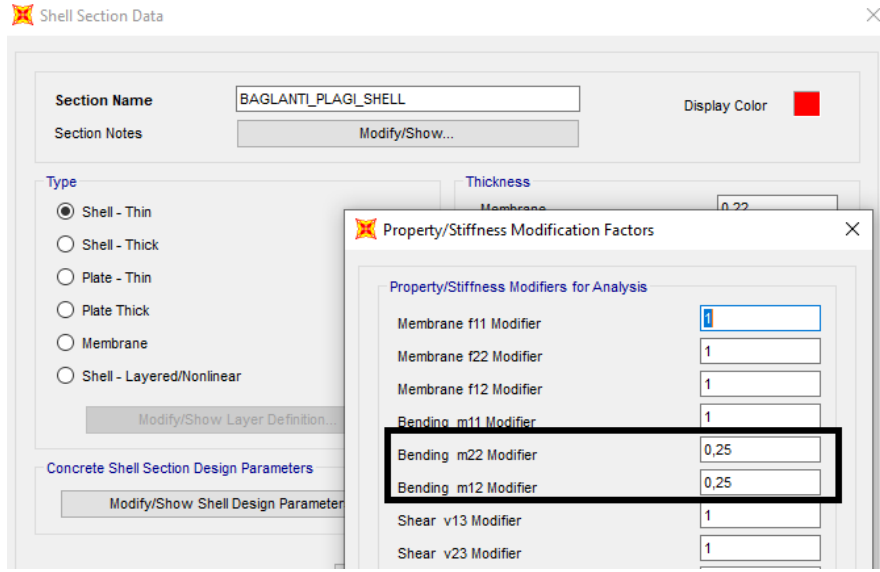 Shell Section Data
Section Name
BAGLANTI_PLAGI_SHELL
Display Color
Section Notes
Modify/Show...
Type
Shell - Thin
Shell - Thick
Plate - Thin
Plate Thick
Membrane
Shell - Layered/Nonlinear
Modify/Show Layer Definition...
Concrete Shell Section Design Parameters
Modify/Show Shell Design Parameter
Thickness
Membrane
0,22
Property/Stiffness Modification Factors
Property/Stiffness Modifiers for Analysis
Membrane f11 Modifier
1
Membrane f22 Modifier
1
Membrane f12 Modifier
1
Bending m11 Modifier
1
Bending m22 Modifier
0,25
Bending m12 Modifier
0,25
Shear v13 Modifier
1
Shear v23 Modifier
1